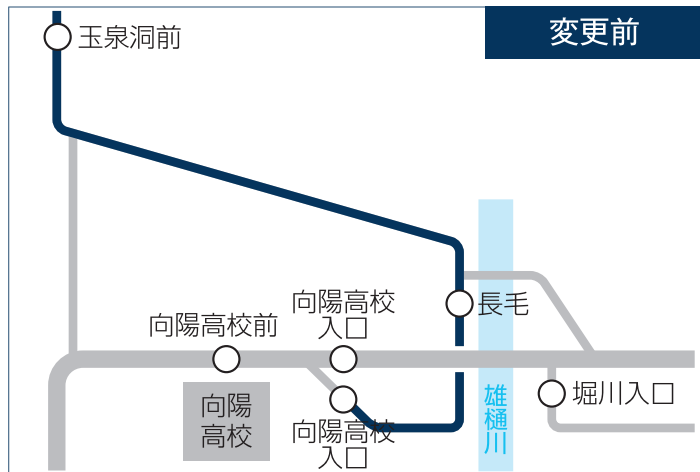 変更前
玉泉洞前
向陽高校
入口
長毛
向陽高校前
堀川入口
向陽
高校
雄樋川
向陽高校
入口